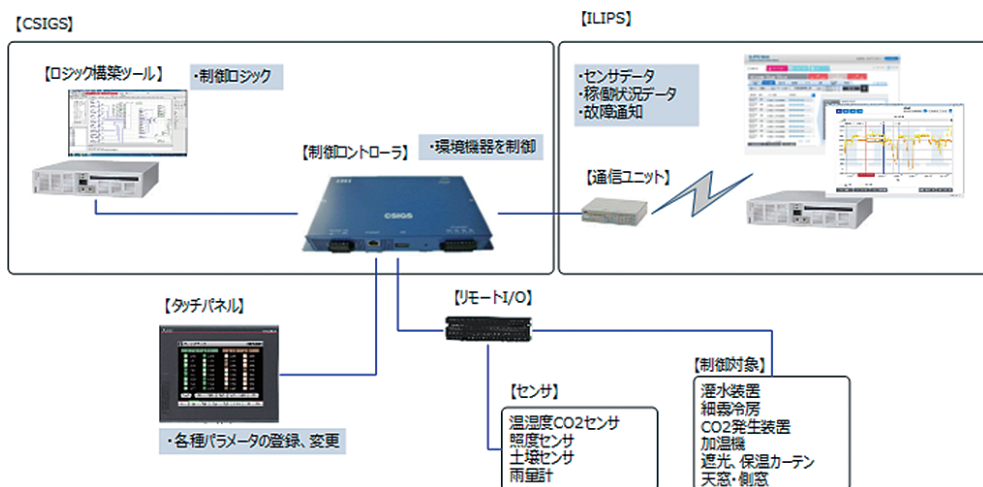 【CSIGS】
【ILIPS】
【ロジック構築ツール】
・制御ロジック
・センサデータ
・稼働状況データ
・故障通知
【制御コントローラ】
・環境機器を制御
【通信ユニット】
CSIGS
【タッチパネル】
【リモートI/O】
・各種パラメータの登録、変更
【センサ】
温湿度CO2センサ
照度センサ
土壌センサ
雨量計
【制御対象】
潅水装置
細霧冷房
CO2発生装置
加温機
遮光、保温カーテン
天窓・側窓